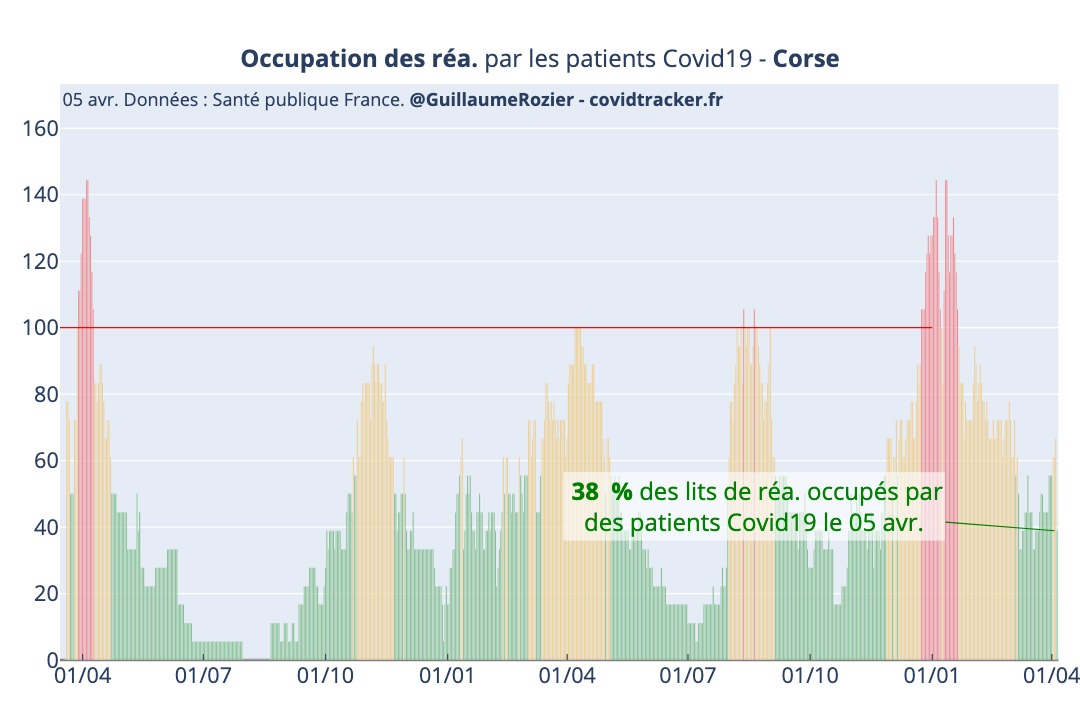 Occupation des réa. par les patients Covid19 - Corse
05 avr. Données : Santé publique France. @GuillaumeRozier - covidtracker.fr
160
140
120
100
80
60
40
20
0
38 % des lits de réa. occupés par
des patients Covid19 le 05 avr.
01/04 01/07 01/10 01/01 01/04 01/07 01/10 01/01 01/04